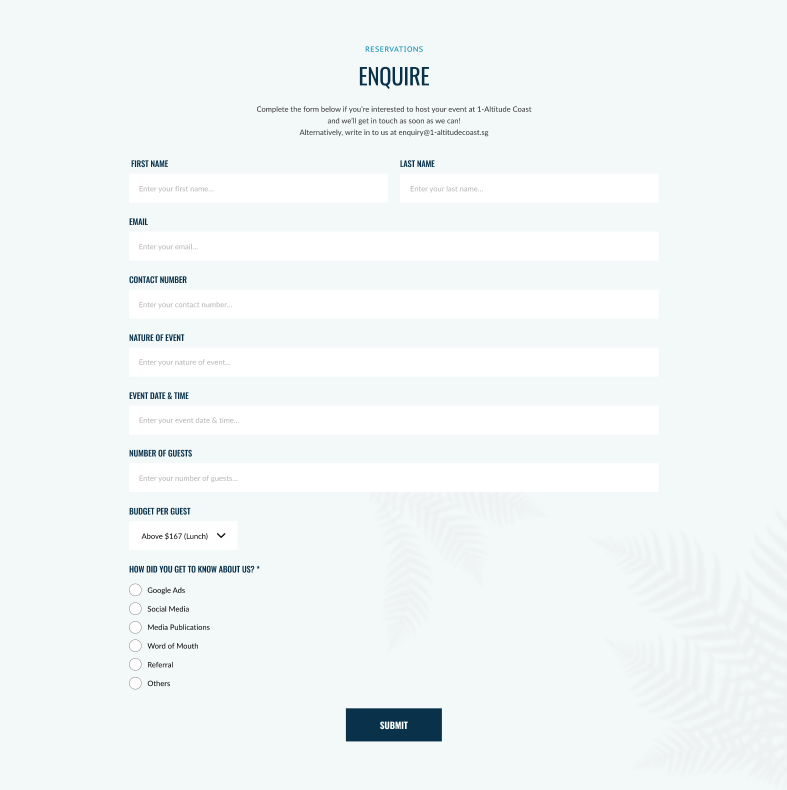 RESERVATIONS
ENQUIRE
Complete the form below if you're interested to host your event at 1-Altitude Coast
and we'll get in touch as soon as we can!
Alternatively, write in to us at enquiry@1-altitudecoast.sg
FIRST NAME
LAST NAME
Enter your first name...
Enter your last name...
EMAIL
Enter your email...
CONTACT NUMBER
Enter your contact number...
NATURE OF EVENT
Enter your nature of event...
EVENT DATE & TIME
Enter your event date & time...
NUMBER OF GUESTS
Enter your number of guests...
BUDGET PER GUEST
Above $167 (Lunch)
HOW DID YOU GET TO KNOW ABOUT US? *
Google Ads
Social Media
Media Publications
Word of Mouth
Referral
Others
SUBMIT